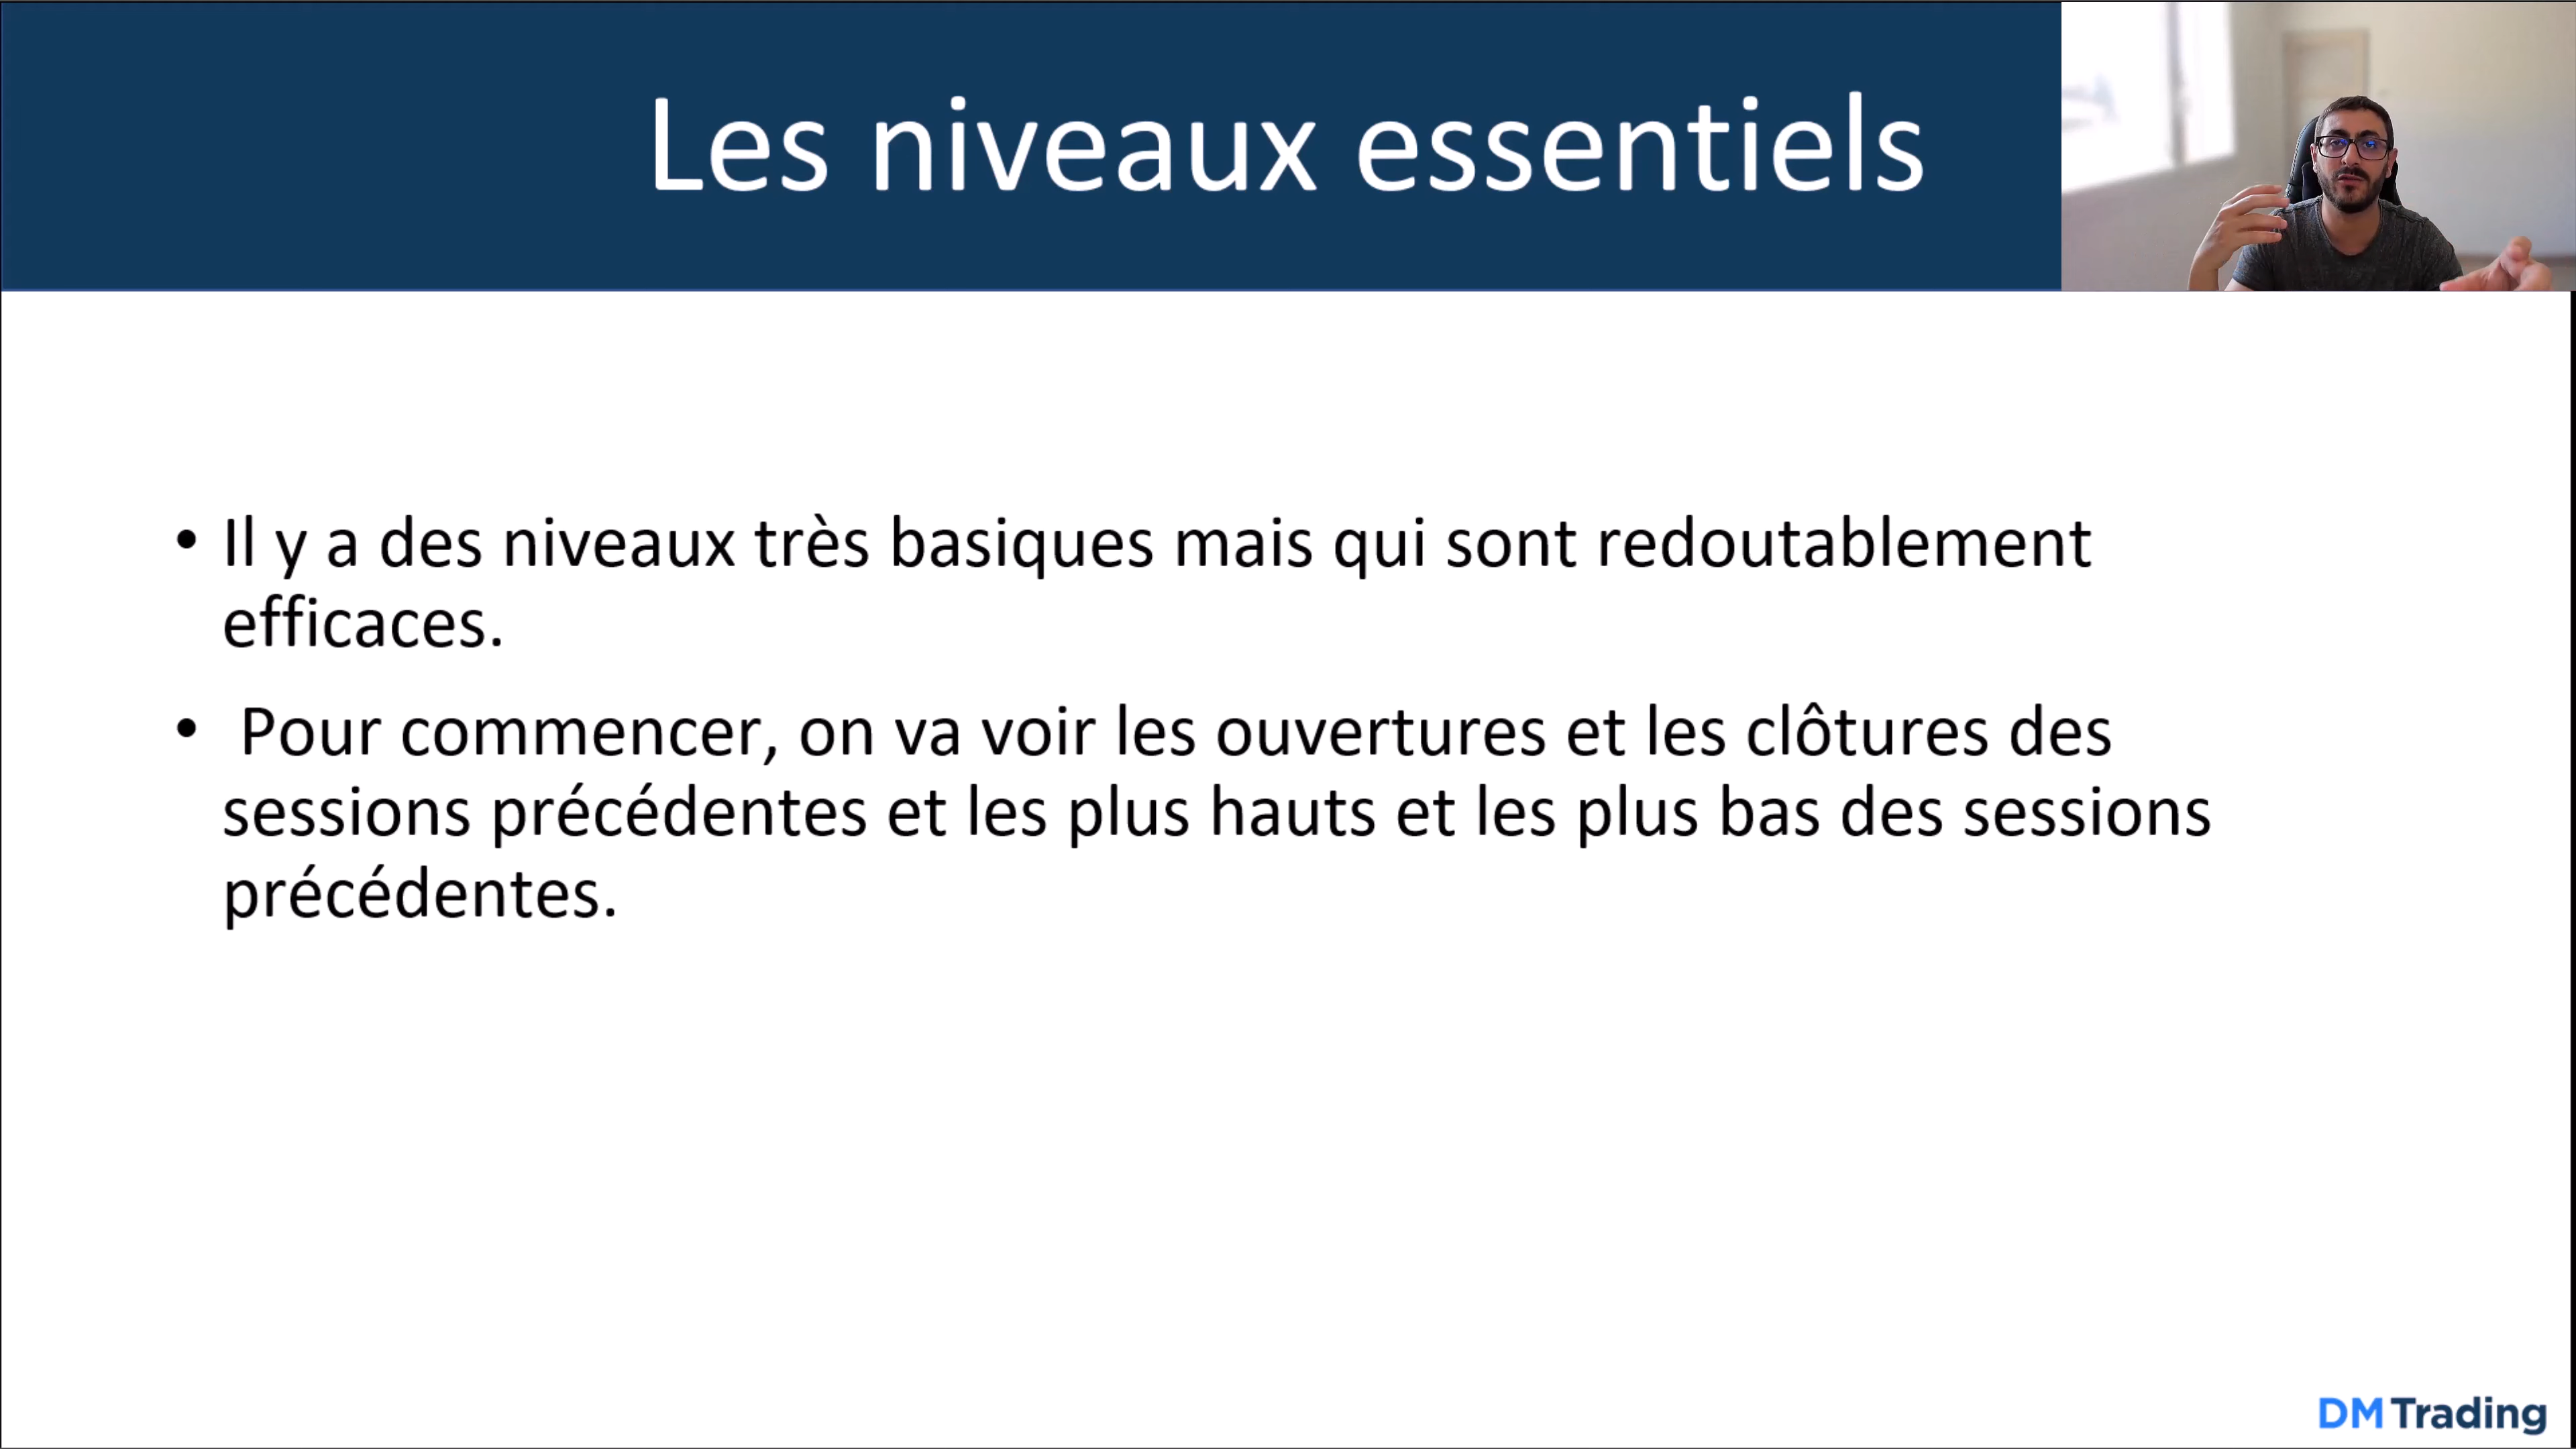 Les niveaux essentiels
• Il y a des niveaux très basiques mais qui sont redoutablement
efficaces.
• Pour commencer, on va voir les ouvertures et les clôtures des
sessions précédentes et les plus hauts et les plus bas des sessions
précédentes.
DM Trading